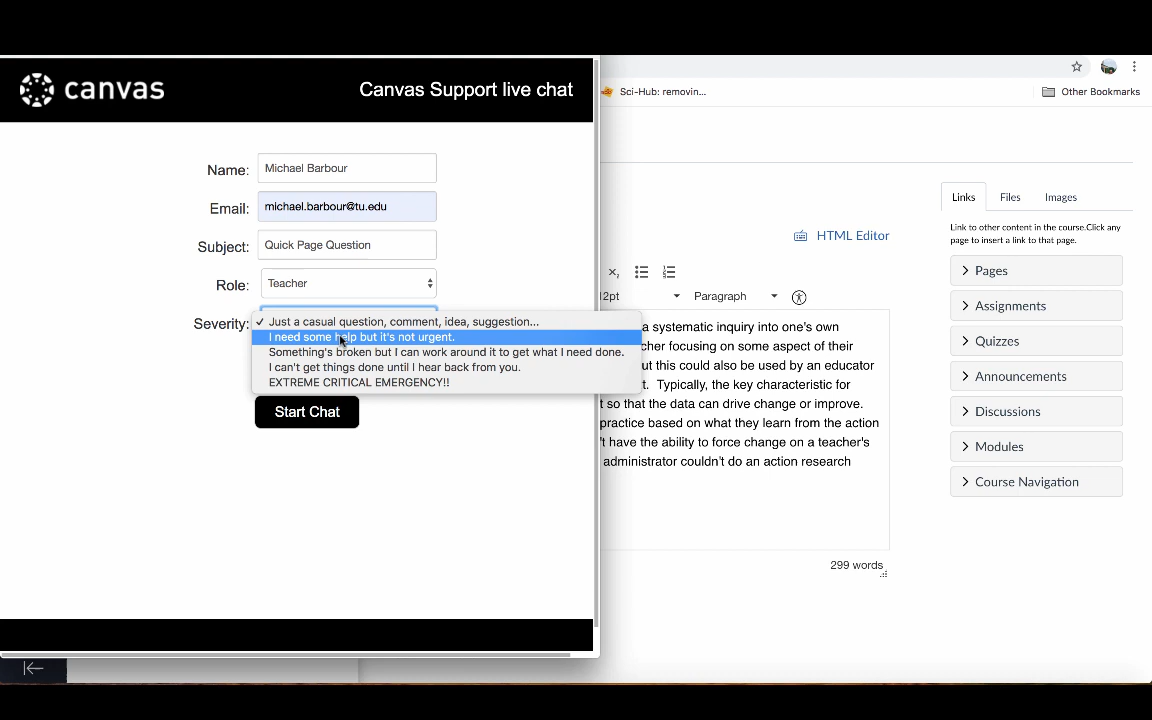 canvas
Canvas Support live chat
Name: Michael Barbour
Email: michael.barbour@tu.edu
Subject: Quick Page Question
Role: Teacher
Severity:
✓ Just a casual question, comment, idea, suggestion...
I need some help but it's not urgent.
Something's broken but I can work around it to get what I need done.
I can't get things done until I hear back from you.
EXTREME CRITICAL EMERGENCY!!
Start Chat
Sci-Hub: removin...
Other Bookmarks
HTML Editor
12pt
Paragraph
a systematic inquiry into one's own
cher focusing on some aspect of their
ut this could also be used by an educator
t. Typically, the key characteristic for
t so that the data can drive change or improve.
practice based on what they learn from the action
't have the ability to force change on a teacher's
administrator couldn't do an action research
299 words
Links
Files
Images
Link to other content in the course.Click any
page to insert a link to that page.
Pages
Assignments
Quizzes
Announcements
Discussions
Modules
Course Navigation